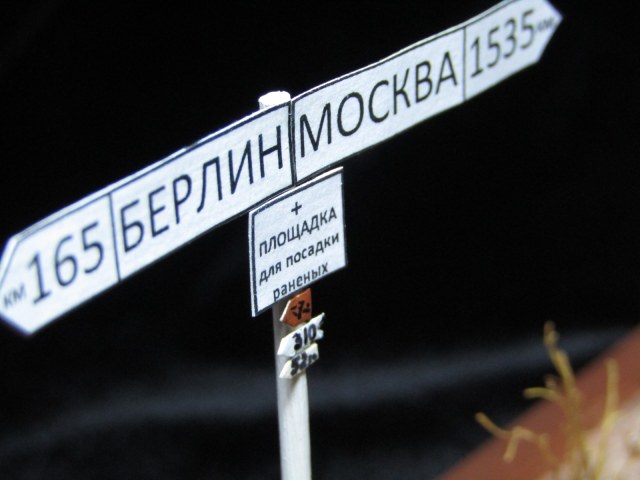 км 165 БЕРЛИН МОСКВА 1535 км
+
ПЛОЩАДКА
для посадки
раненых
310